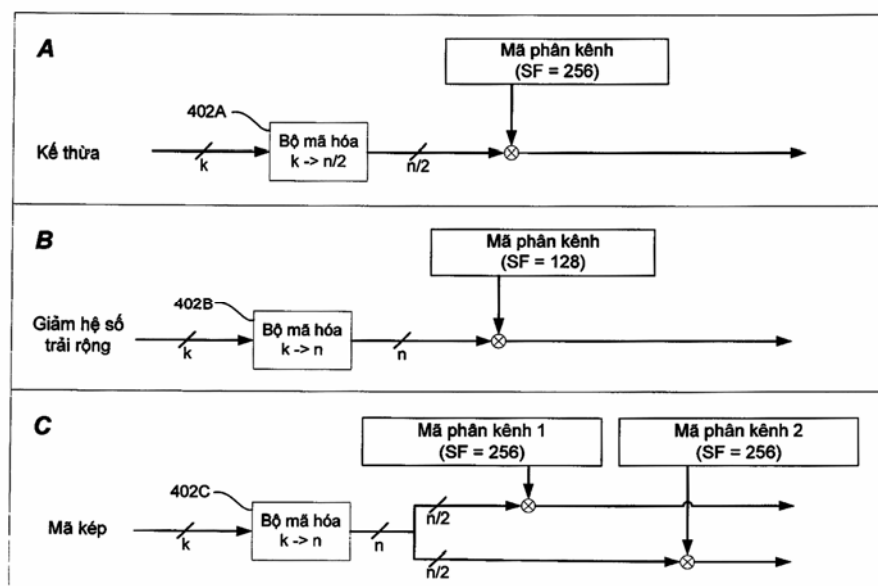 A
Mã phân kênh
(SF = 256)
402A
Kế thừa
k
Bộ mã hóa
k -> n/2
n/2
B
Mã phân kênh
(SF = 128)
402B
Giảm hệ số
trải rộng
k
Bộ mã hóa
k -> n
n
C
Mã phân kênh 1
(SF = 256)
Mã phân kênh 2
(SF = 256)
402C
Mã kép
k
Bộ mã hóa
k -> n
n
n/2
n/2